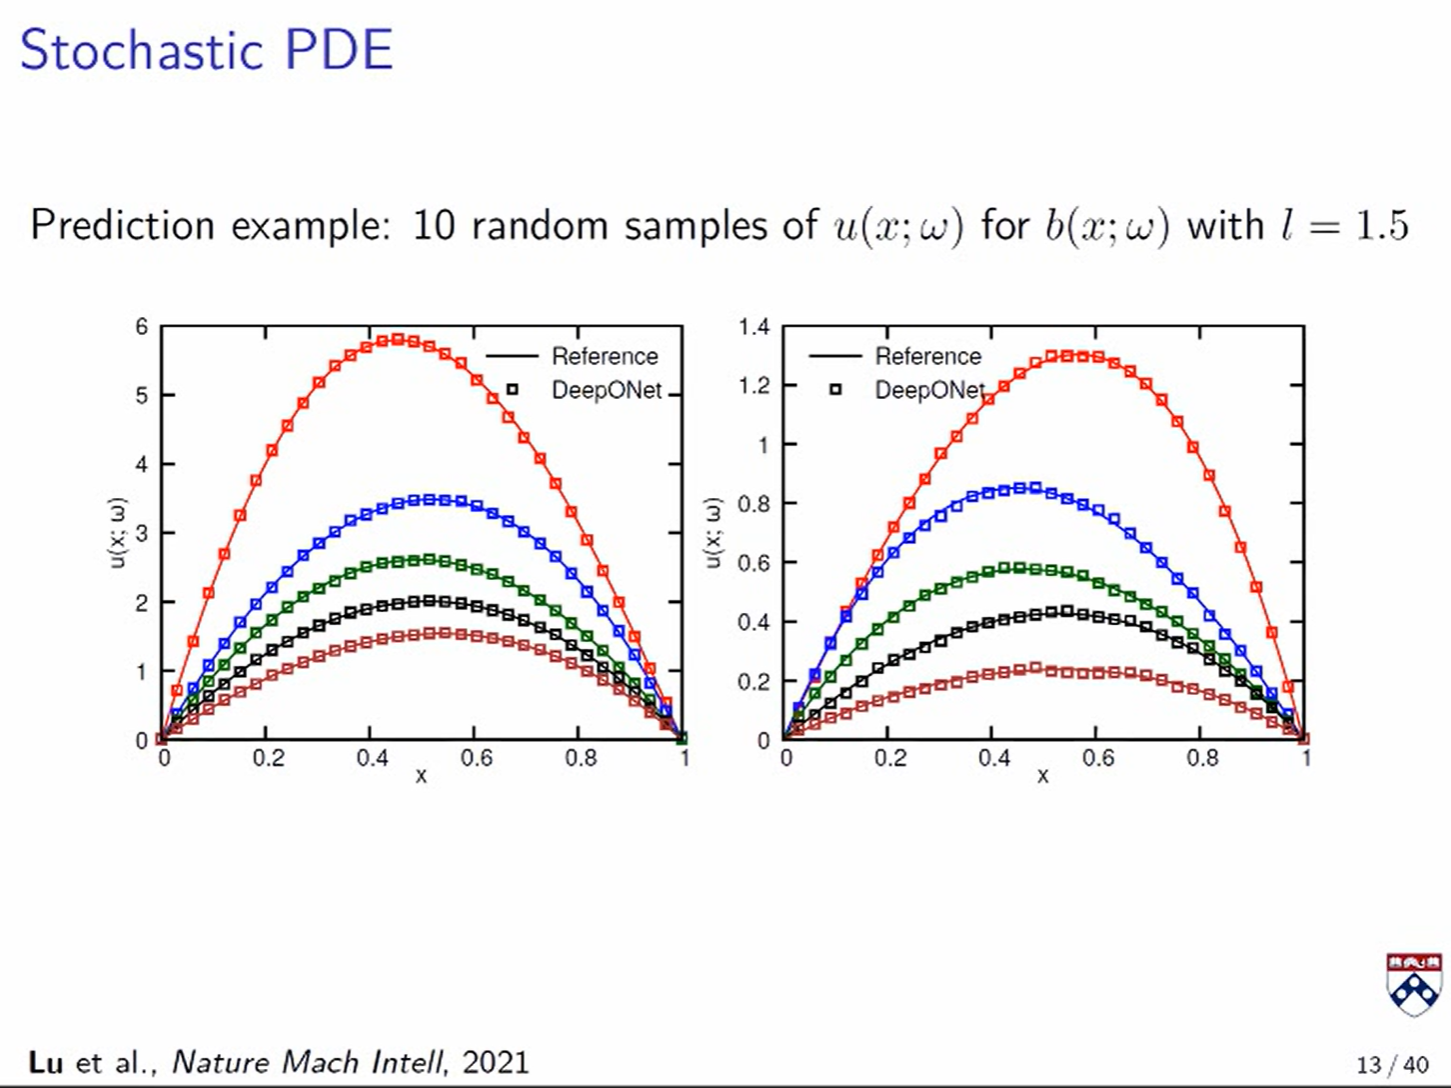 Stochastic PDE
Prediction example: 10 random samples of u(x; ω) for b(x; ω) with l = 1.5
6
5
4
3
2
1
0
u(x; ω)
Reference
DeepONet
0 0.2 0.4 0.6 0.8 1
x
1.4
1.2
1
0.8
0.6
0.4
0.2
0
u(x; ω)
Reference
DeepONet
0 0.2 0.4 0.6 0.8 1
x
Lu et al., Nature Mach Intell, 2021
13 / 40